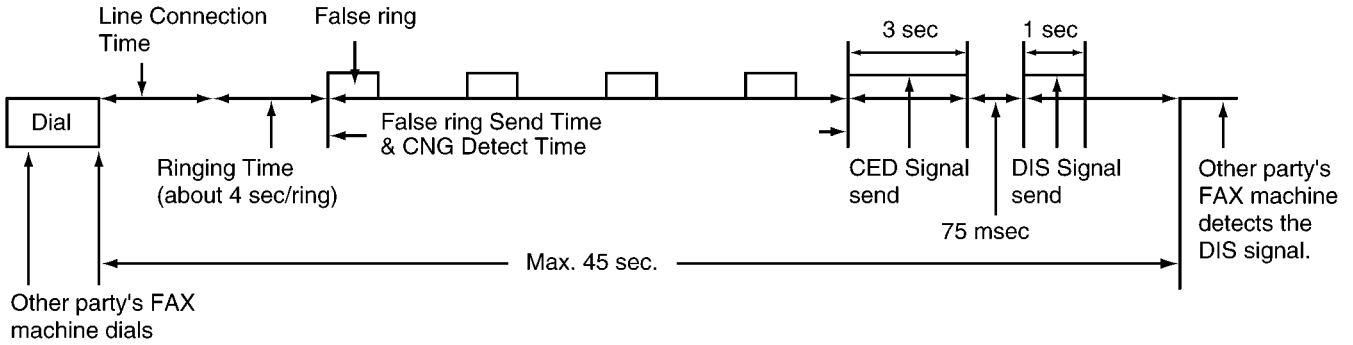 Line Connection
Time
False ring
3 sec
1 sec
Dial
False ring Send Time
& CNG Detect Time
Ringing Time
(about 4 sec/ring)
CED Signal
send
DIS Signal
send
Other party's
FAX machine
detects the
DIS signal.
75 msec
Max. 45 sec.
Other party's FAX
machine dials